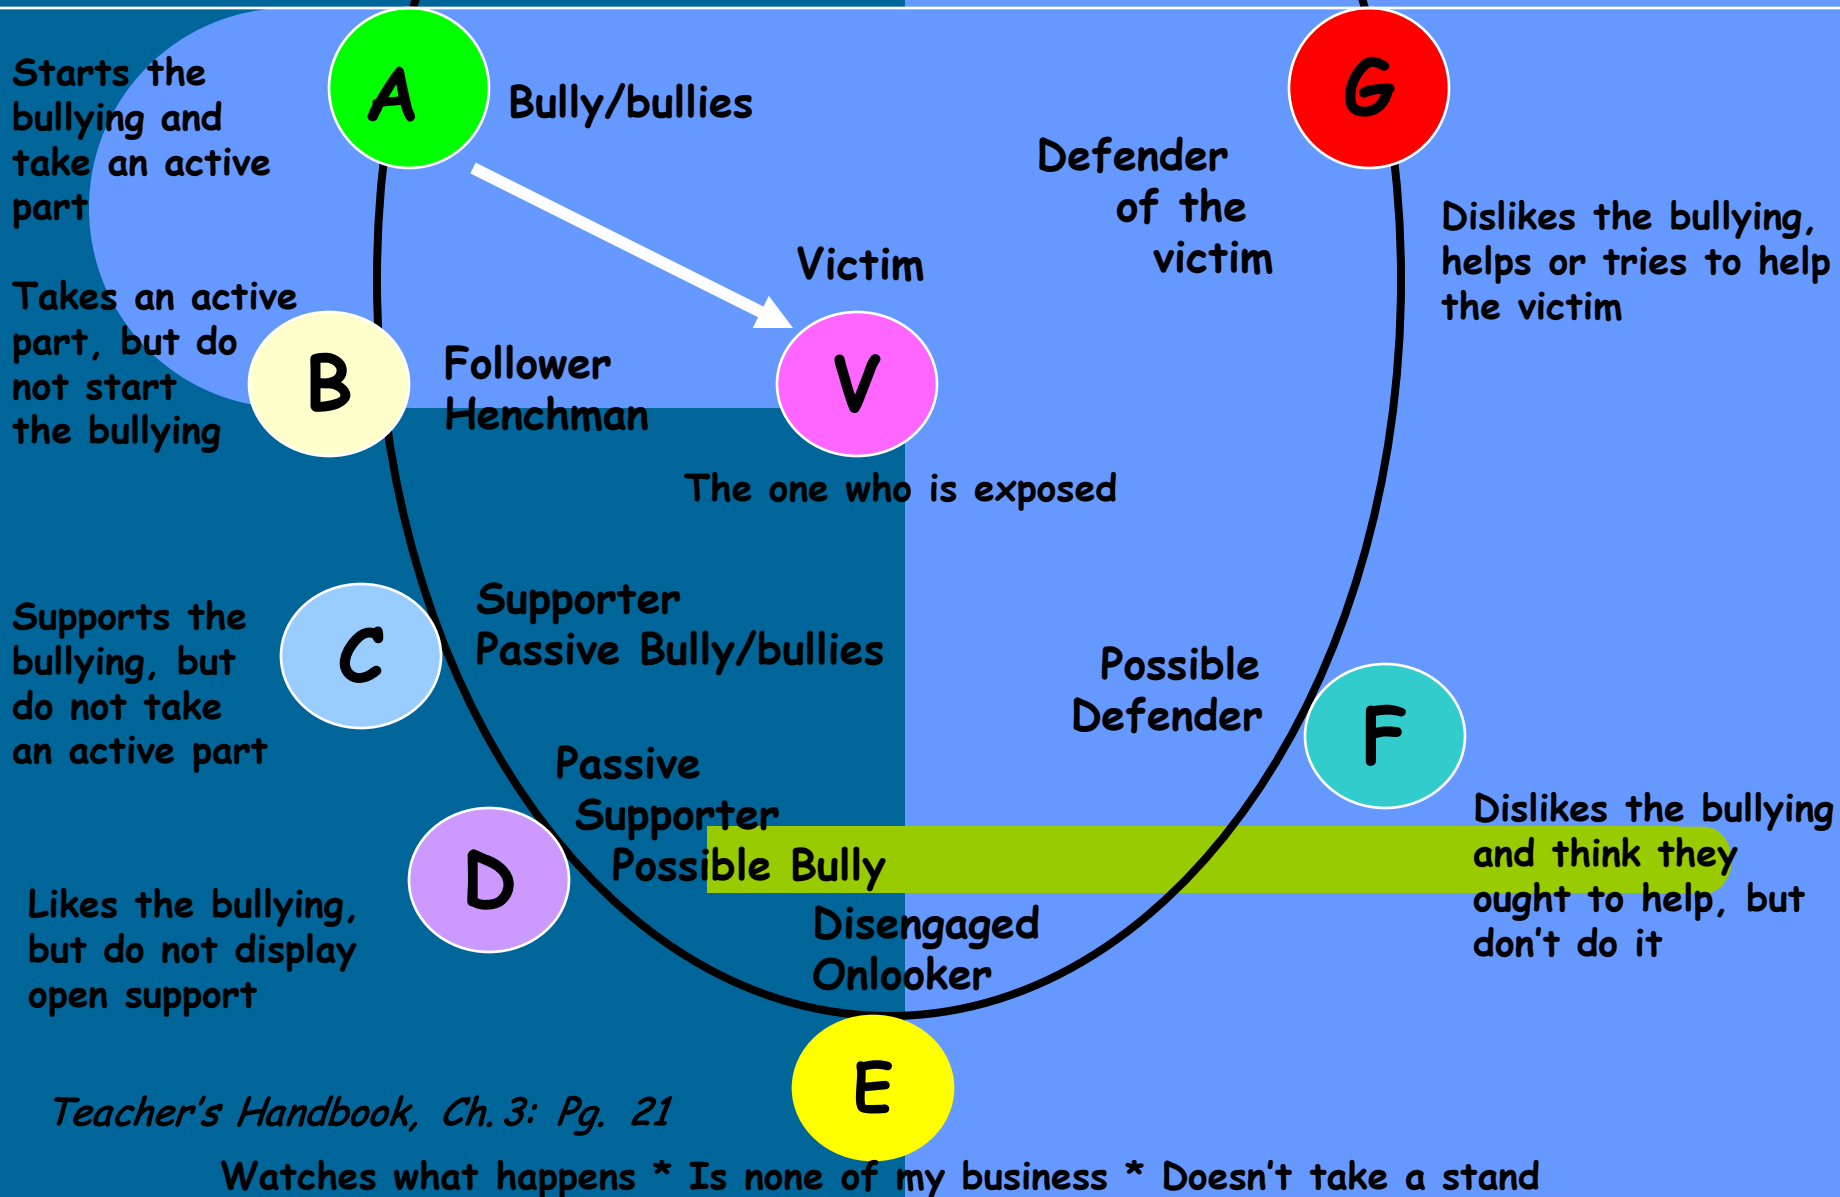 A
G
Starts the
bullying and
take an active
part
Bully/bullies
Defender
of the
victim
Dislikes the bullying,
helps or tries to help
the victim
Victim
Takes an active
part, but do
not start
the bullying
B
Follower
Henchman
V
The one who is exposed
Supports the
bullying, but
do not take
an active part
C
Supporter
Passive Bully/bullies
Possible
Defender
F
Passive
Supporter
Possible Bully
D
Dislikes the bullying
and think they
ought to help, but
don't do it
Likes the bullying,
but do not display
open support
Disengaged
Onlooker
E
Teacher's Handbook, Ch. 3: Pg. 21
Watches what happens * Is none of my business * Doesn't take a stand